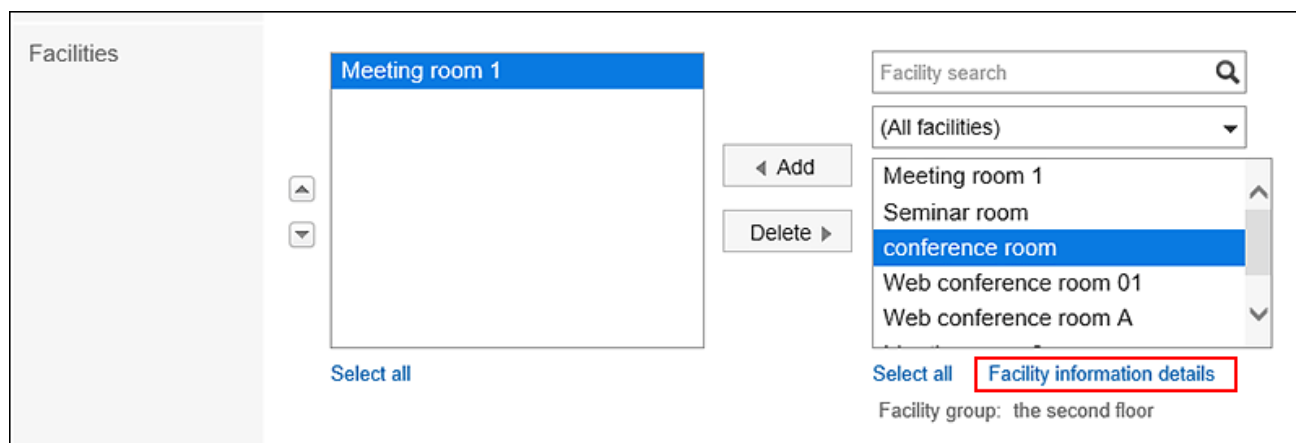 Facilities
Meeting room 1
Select all
Add
Delete
Facility search
(All facilities)
Meeting room 1
Seminar room
conference room
Web conference room 01
Web conference room A
Select all
Facility information details
Facility group: the second floor